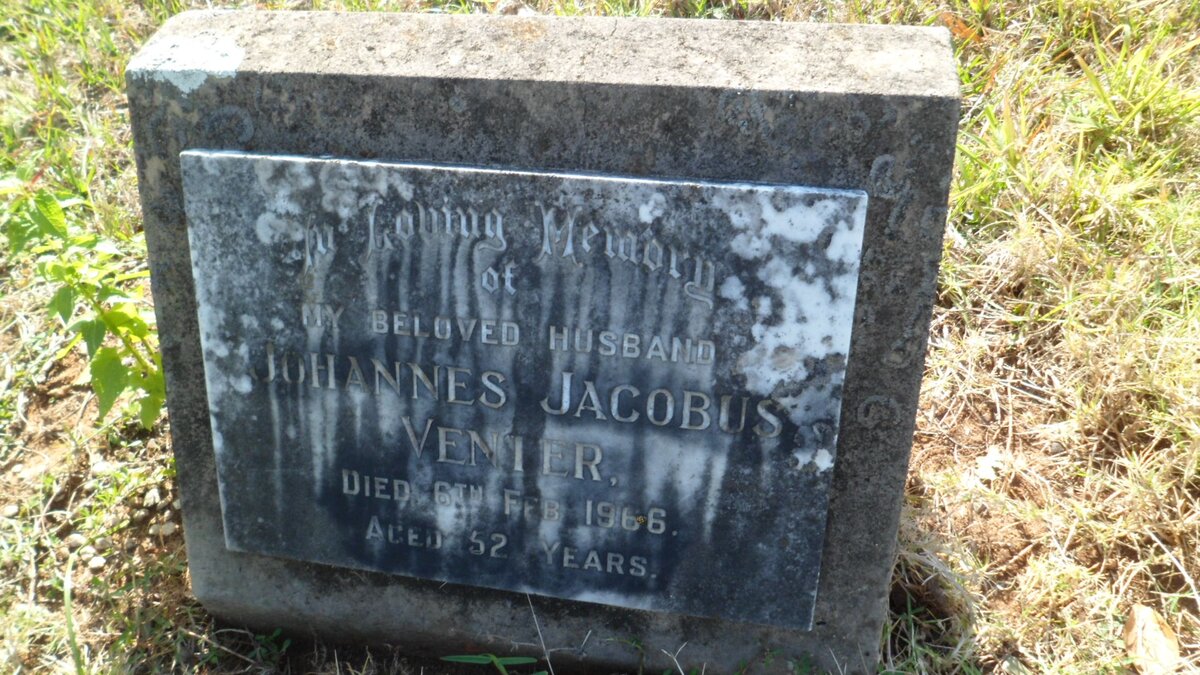 In Loving Memory
of
MY BELOVED HUSBAND
JOHANNES JACOBUS
VENTER,
DIED 6TH FEB 1966.
AGED 52 YEARS.